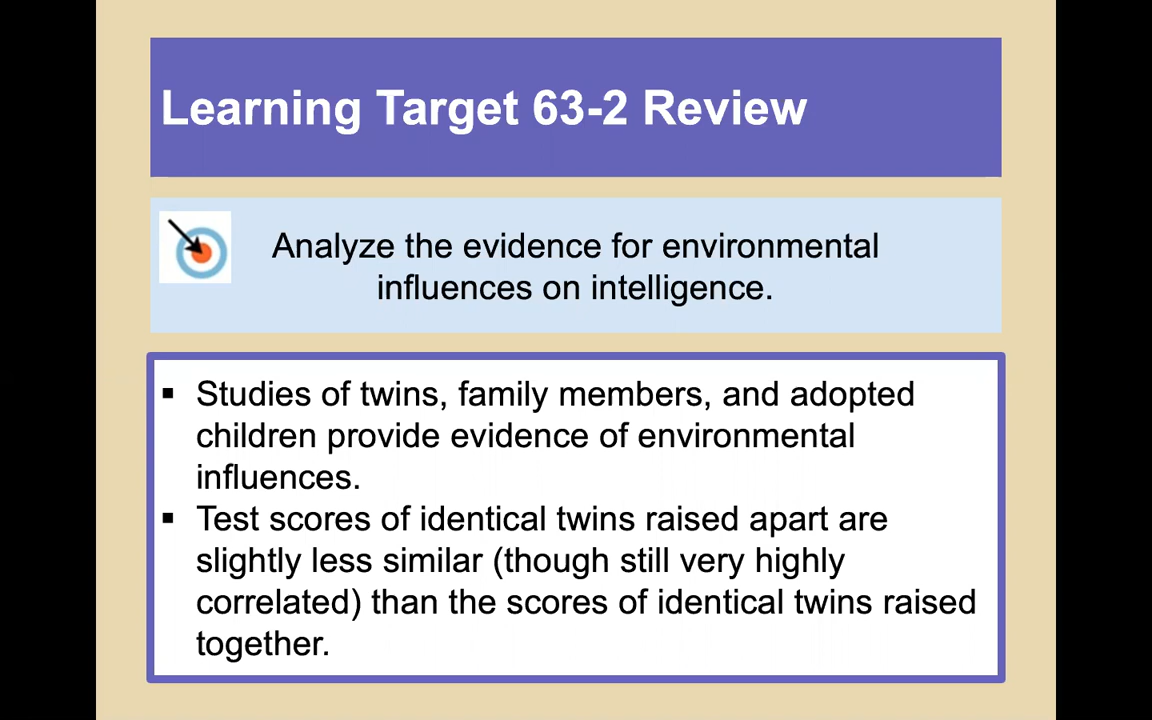 Learning Target 63-2 Review
Analyze the evidence for environmental
influences on intelligence.
▪ Studies of twins, family members, and adopted
children provide evidence of environmental
influences.
▪ Test scores of identical twins raised apart are
slightly less similar (though still very highly
correlated) than the scores of identical twins raised
together.